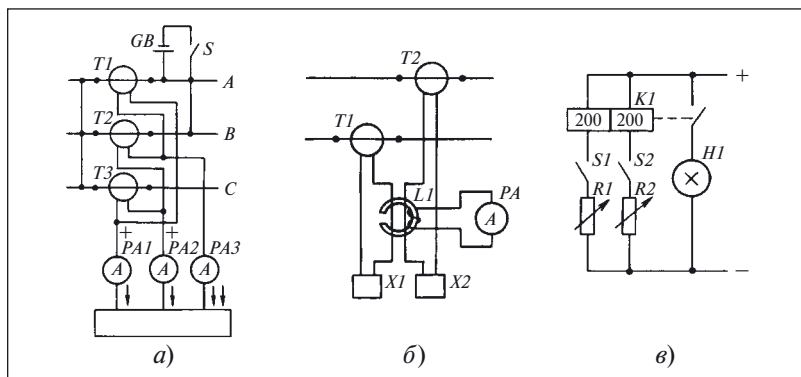 GB
S
T1
A
T2
B
T3
C
+
+
PA1
PA2
PA3
A
A
A
а)
T2
T1
L1
PA
A
X1
X2
б)
+
K1
200
200
S1
S2
H1
R1
R2
−
в)